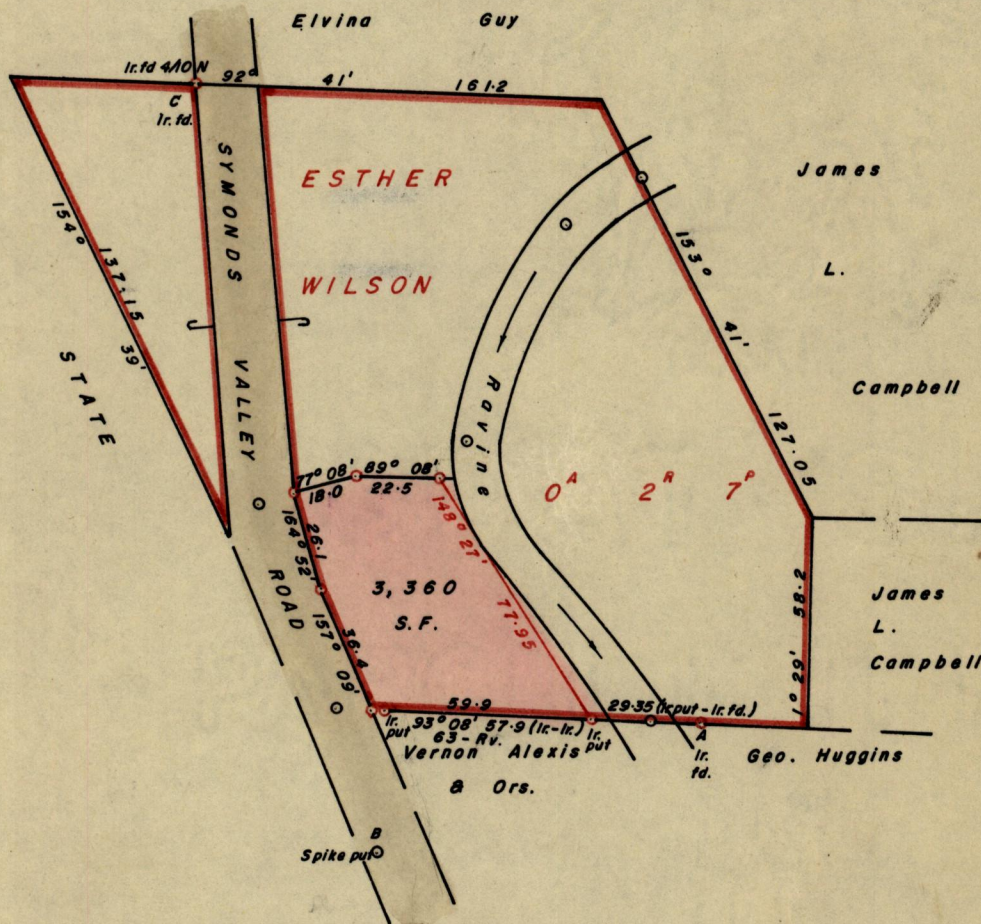 Elvina Guy
Ir. fd 4/10 N
92° 41' 161.2
C
Ir. fd.
SYMONDS VALLEY ROAD
ESTHER
WILSON
James
L.
Campbell
154° 137.15 39'
STATE
153° 41' 127.05
Ravine
0ᴬ 2ᴿ 7ᴾ
77° 08' 89° 08'
18.0 22.5
148° 27' 77.95
164° 52' 26.1
3,360
S.F.
157° 09' 36.4
58.2
1° 29'
James
L.
Campbell
59.9
29.35 (Ir. put - Ir. fd.)
Ir. put
93° 08' 57.9 (Ir.-Ir.)
Ir. put
63 - Rv.
A
Ir. fd.
Vernon Alexis
& Ors.
Geo. Huggins
B
Spike put